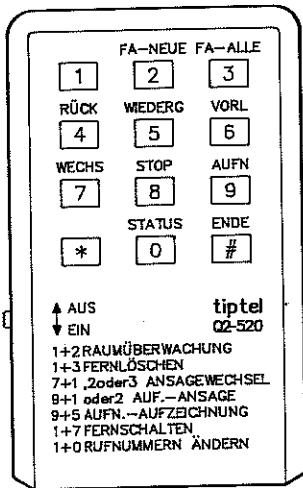 FA-NEUE FA-ALLE
1 2 3
RÜCK WIEDERG VORL
4 5 6
WECHS STOP AUFN
7 8 9
STATUS ENDE
* 0 #
▲ AUS tiptel
▼ EIN Q2-520
1+2 RAUMÜBERWACHUNG
1+3 FERNLÖSCHEN
7+1 ,2oder3 ANSAGEWECHSEL
9+1 oder2 AUF.-ANSAGE
9+5 AUFN.-AUFZEICHNUNG
1+7 FERNSCHALTEN
1+0 RUFNUMMERN ÄNDERN